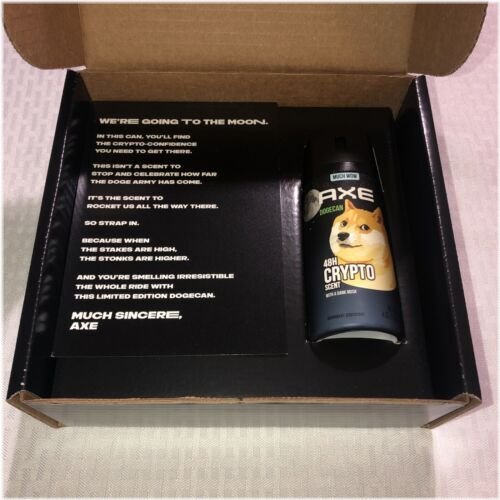 WE'RE GOING TO THE MOON.
IN THIS CAN, YOU'LL FIND
THE CRYPTO-CONFIDENCE
YOU NEED TO GET THERE.
THIS ISN'T A SCENT TO
STOP AND CELEBRATE HOW FAR
THE DOGE ARMY HAS COME.
IT'S THE SCENT TO
ROCKET US ALL THE WAY THERE.
SO STRAP IN.
BECAUSE WHEN
THE STAKES ARE HIGH,
THE STONKS ARE HIGHER.
AND YOU'RE SMELLING IRRESISTIBLE
THE WHOLE RIDE WITH
THIS LIMITED EDITION DOGECAN.
MUCH SINCERE,
AXE
MUCH WOW
AXE
DOGECAN
48H
CRYPTO
SCENT
WITH A DANK MUSK